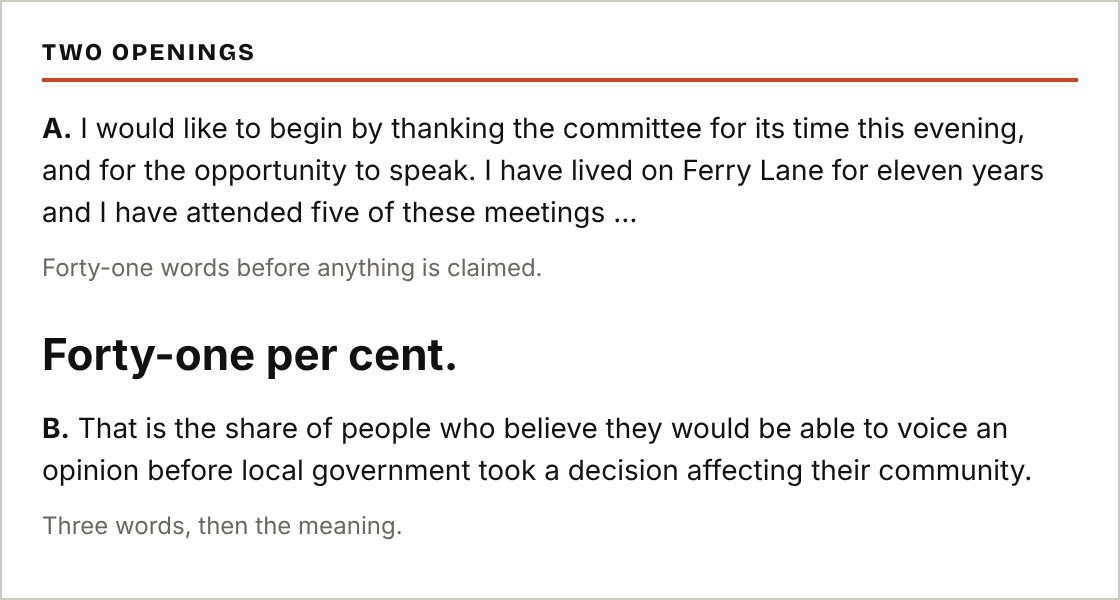 TWO OPENINGS
A. I would like to begin by thanking the committee for its time this evening,
and for the opportunity to speak. I have lived on Ferry Lane for eleven years
and I have attended five of these meetings ...
Forty-one words before anything is claimed.
Forty-one per cent.
B. That is the share of people who believe they would be able to voice an
opinion before local government took a decision affecting their community.
Three words, then the meaning.